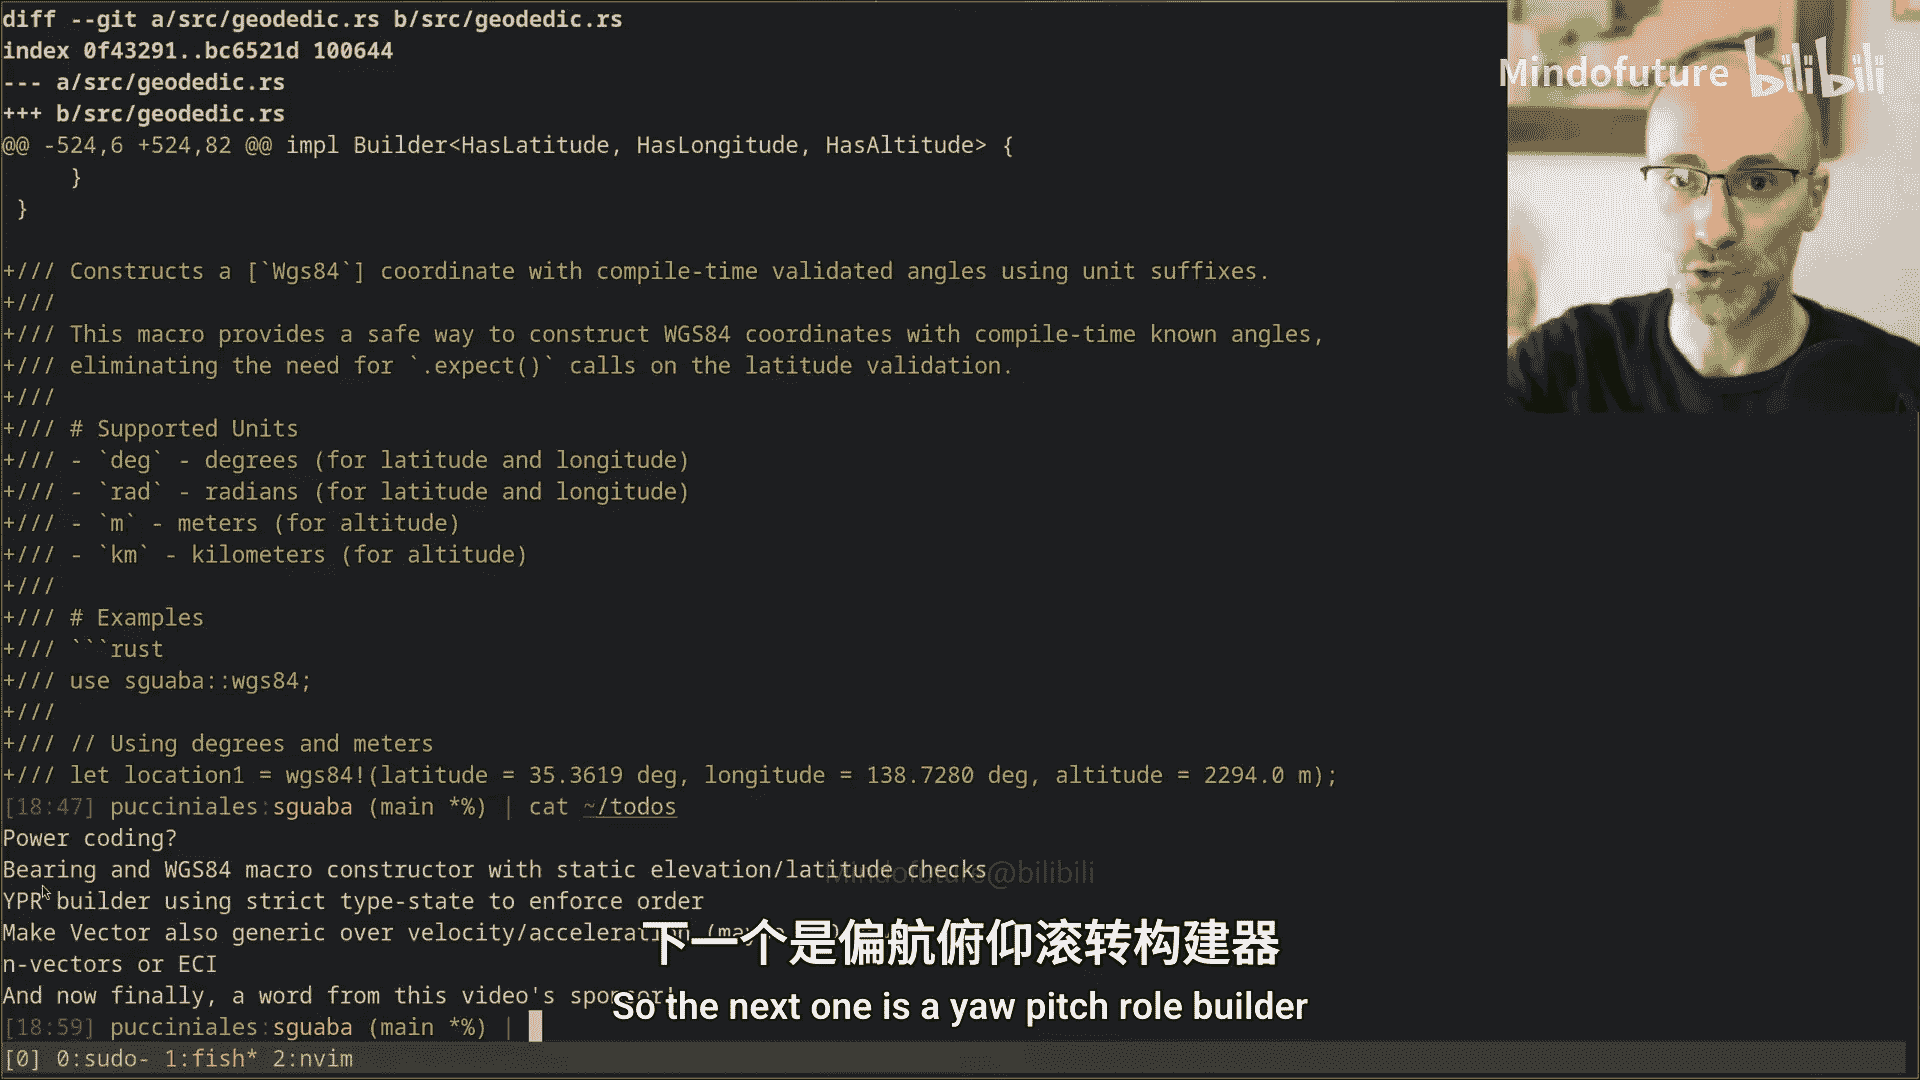 diff --git a/src/geodedic.rs b/src/geodedic.rs
index 0f43291..bc6521d 100644
--- a/src/geodedic.rs
+++ b/src/geodedic.rs
@@ -524,6 +524,82 @@ impl Builder<HasLatitude, HasLongitude, HasAltitude> {
     }
 }
+/// Constructs a [`Wgs84`] coordinate with compile-time validated angles using unit suffixes.
+///
+/// This macro provides a safe way to construct WGS84 coordinates with compile-time known angles,
+/// eliminating the need for `.expect()` calls on the latitude validation.
+///
+/// # Supported Units
+/// - `deg` - degrees (for latitude and longitude)
+/// - `rad` - radians (for latitude and longitude)
+/// - `m` - meters (for altitude)
+/// - `km` - kilometers (for altitude)
+///
+/// # Examples
+/// ```rust
+/// use sguaba::wgs84;
+///
+/// // Using degrees and meters
+/// let location1 = wgs84!(latitude = 35.3619 deg, longitude = 138.7280 deg, altitude = 2294.0 m);
[18:47] pucciniales:sguaba (main *%) | cat ~/todos
Power coding?
Bearing and WGS84 macro constructor with static elevation/latitude checks
YPR builder using strict type-state to enforce order
Make Vector also generic over velocity/acceleration
n-vectors or ECI
And now finally, a word from this video's sponsor!
[18:59] pucciniales:sguaba (main *%) |
[0] 0:sudo- 1:fish* 2:nvim
Mindofuture bilibili
Mindofuture@bilibili
下一个是偏航俯仰滚转构建器
So the next one is a yaw pitch role builder